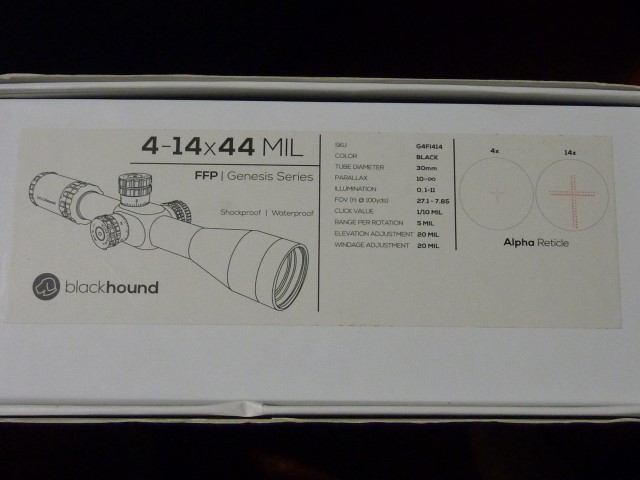 4-14x44 MIL
FFP | Genesis Series
Shockproof | Waterproof
blackhound
SKU G4FI414
COLOR BLACK
TUBE DIAMETER 30mm
PARALLAX 10-∞
ILLUMINATION 0, 1-11
FOV (ft @ 100yds) 27.1 - 7.85
CLICK VALUE 1/10 MIL
RANGE PER ROTATION 5 MIL
ELEVATION ADJUSTMENT 20 MIL
WINDAGE ADJUSTMENT 20 MIL
4x 14x
Alpha Reticle